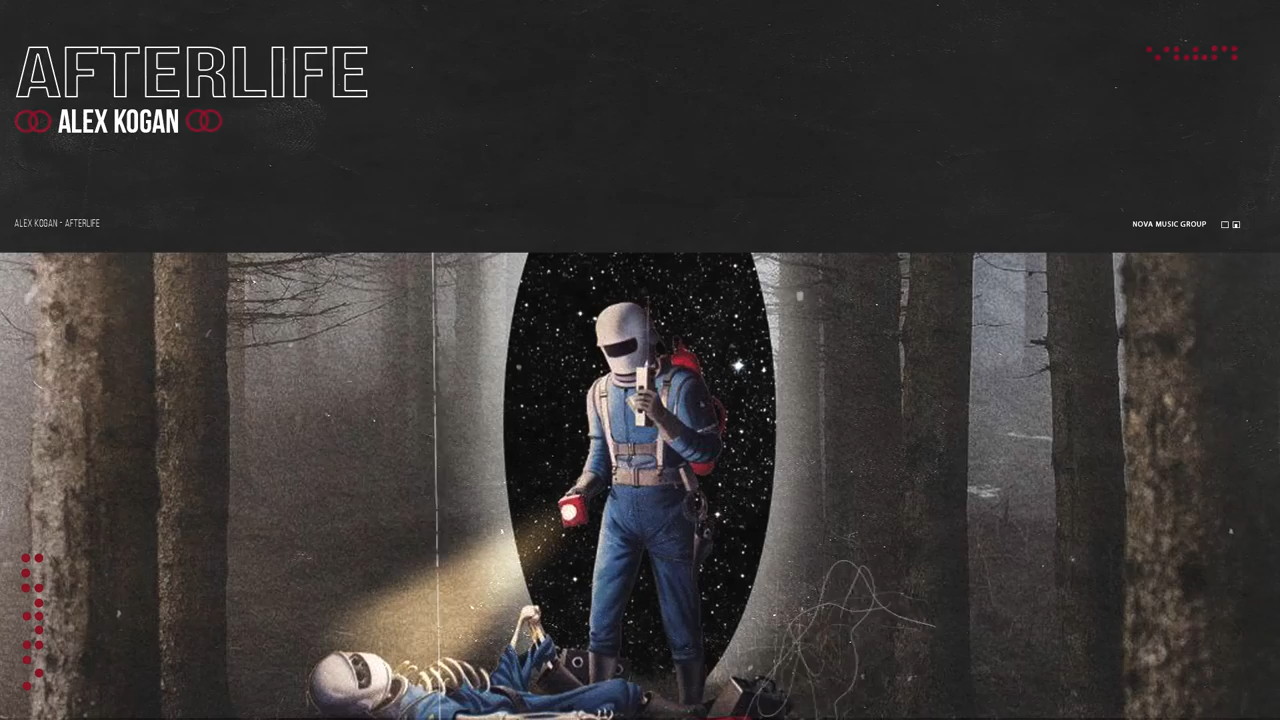 AFTERLIFE
ALEX KOGAN
ALEX KOGAN - AFTERLIFE
NOVA MUSIC GROUP